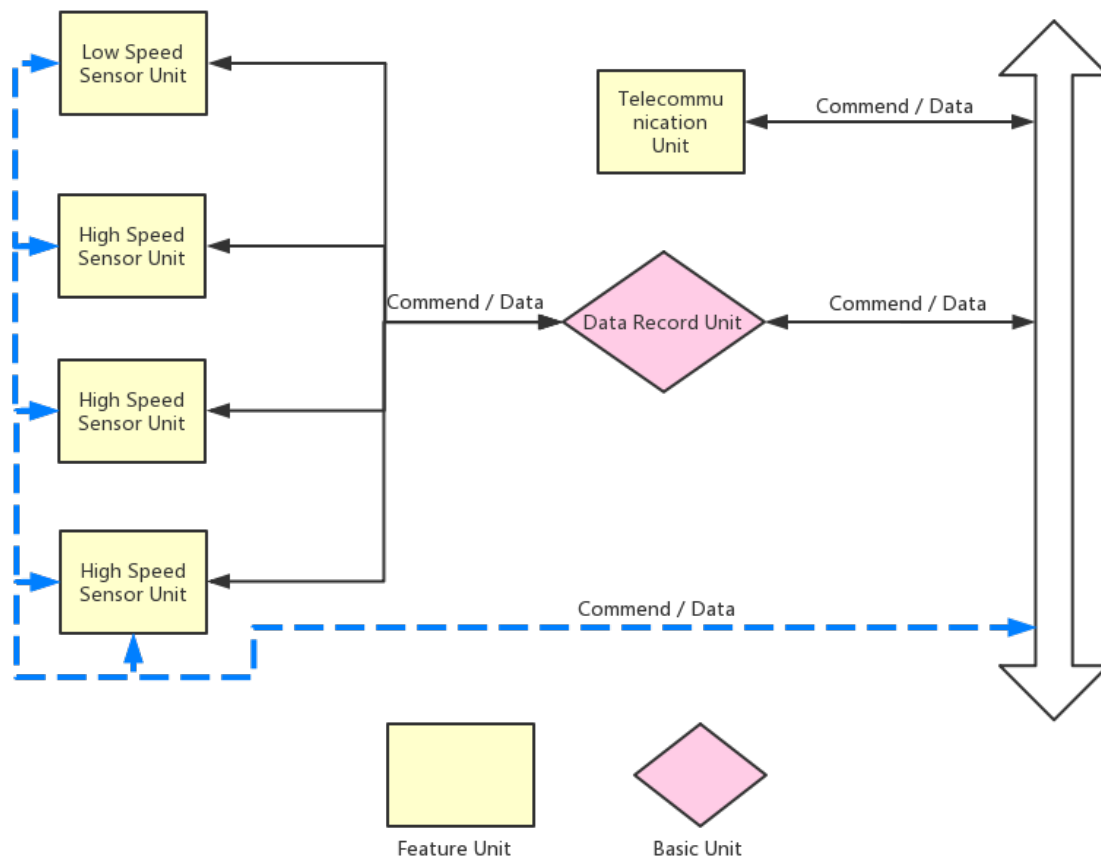 Low Speed
Sensor Unit
Telecommu
nication
Unit
Commend / Data
High Speed
Sensor Unit
Commend / Data
Data Record Unit
Commend / Data
High Speed
Sensor Unit
High Speed
Sensor Unit
Commend / Data
Feature Unit
Basic Unit